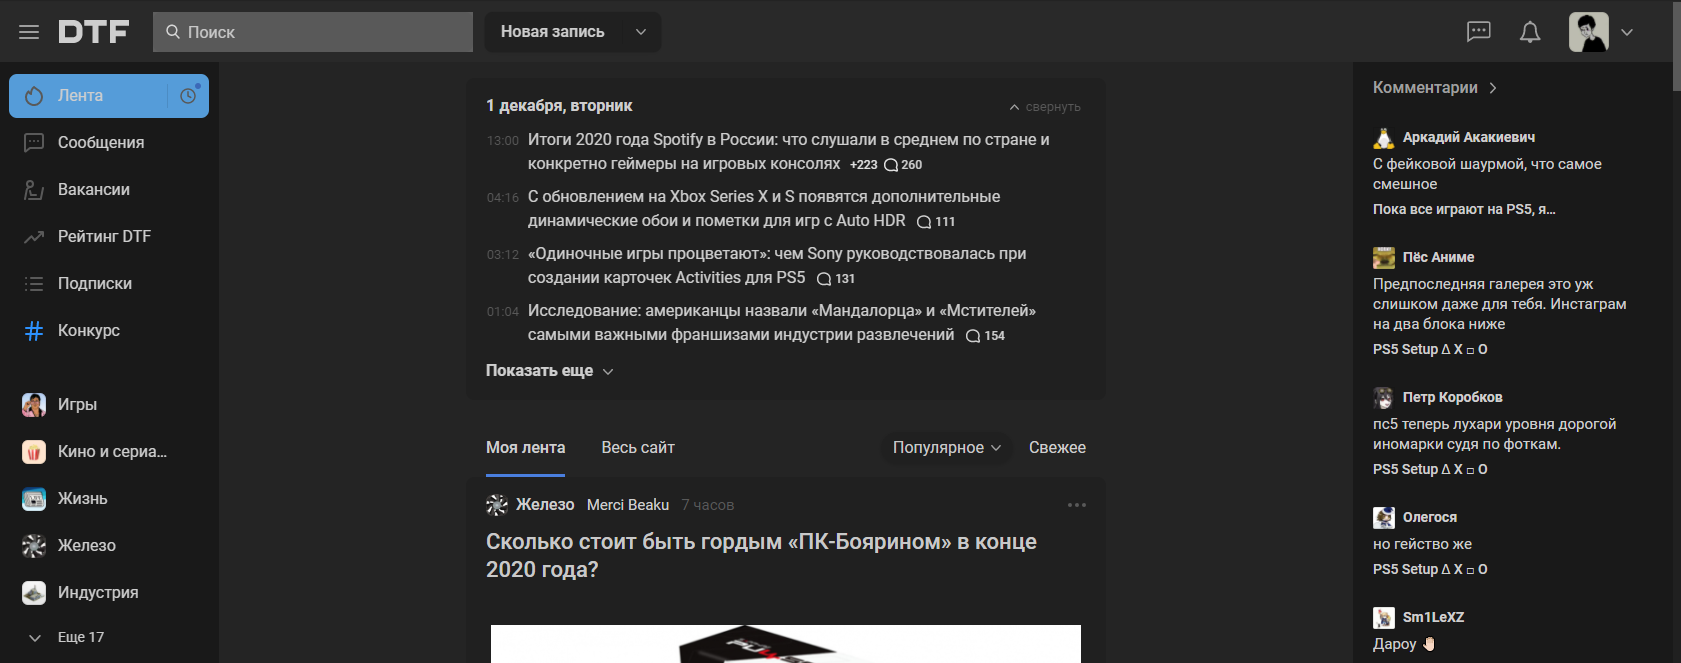 DTF
Поиск
Новая запись
Лента
Сообщения
Вакансии
Рейтинг DTF
Подписки
Конкурс
Игры
Кино и сериа...
Жизнь
Железо
Индустрия
Еще 17
1 декабря, вторник
свернуть
13:00 Итоги 2020 года Spotify в России: что слушали в среднем по стране и
конкретно геймеры на игровых консолях +223 260
04:16 С обновлением на Xbox Series X и S появятся дополнительные
динамические обои и пометки для игр с Auto HDR 111
03:12 «Одиночные игры процветают»: чем Sony руководствовалась при
создании карточек Activities для PS5 131
01:04 Исследование: американцы назвали «Мандалорца» и «Мстителей»
самыми важными франшизами индустрии развлечений 154
Показать еще
Моя лента Весь сайт Популярное Свежее
Железо Merci Beaku 7 часов
Сколько стоит быть гордым «ПК-Боярином» в конце
2020 года?
Комментарии
Аркадий Акакиевич
С фейковой шаурмой, что самое
смешное
Пока все играют на PS5, я...
Пёс Аниме
Предпоследняя галерея это уж
слишком даже для тебя. Инстаграм
на два блока ниже
PS5 Setup Δ X □ O
Петр Коробков
пс5 теперь лухари уровня дорогой
иномарки судя по фоткам.
PS5 Setup Δ X □ O
Олегося
но гейство же
PS5 Setup Δ X □ O
Sm1LeXZ
Дароу 🤚🏻